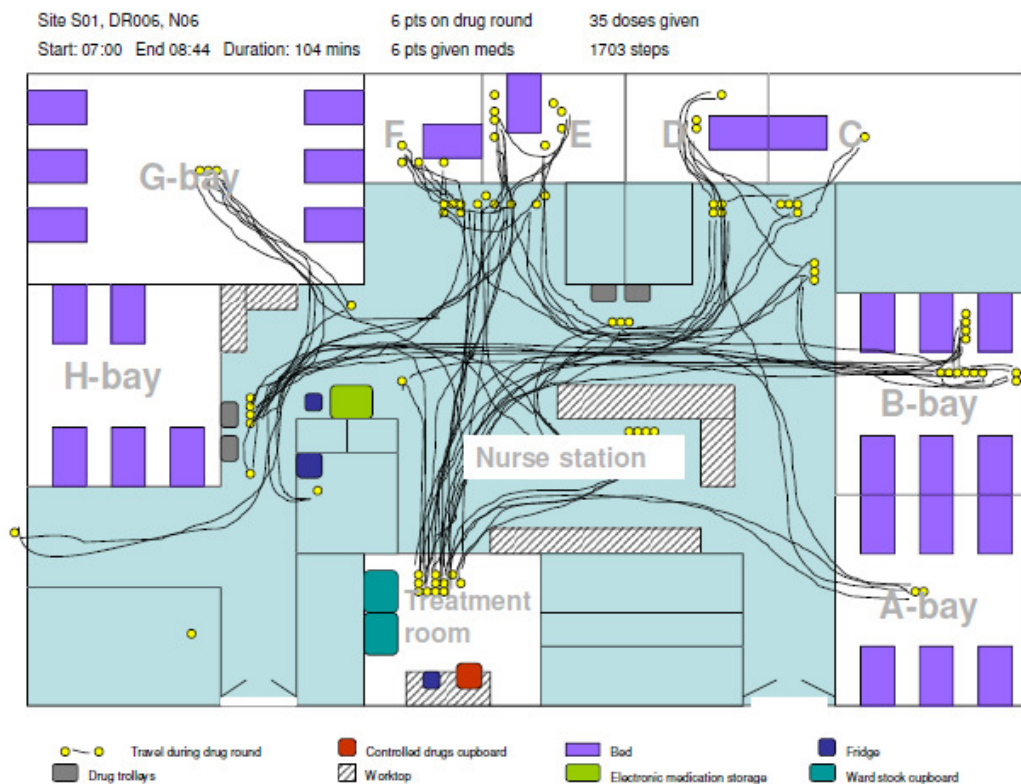 Site S01, DR006, N06 6 pts on drug round 35 doses given
Start: 07:00 End 08:44 Duration: 104 mins 6 pts given meds 1703 steps
F E D C
G-bay
H-bay
B-bay
Nurse station
A-bay
Treatment
room
Travel during drug round Controlled drugs cupboard Bed Fridge
Drug trolleys Worktop Electronic medication storage Ward stock cupboard